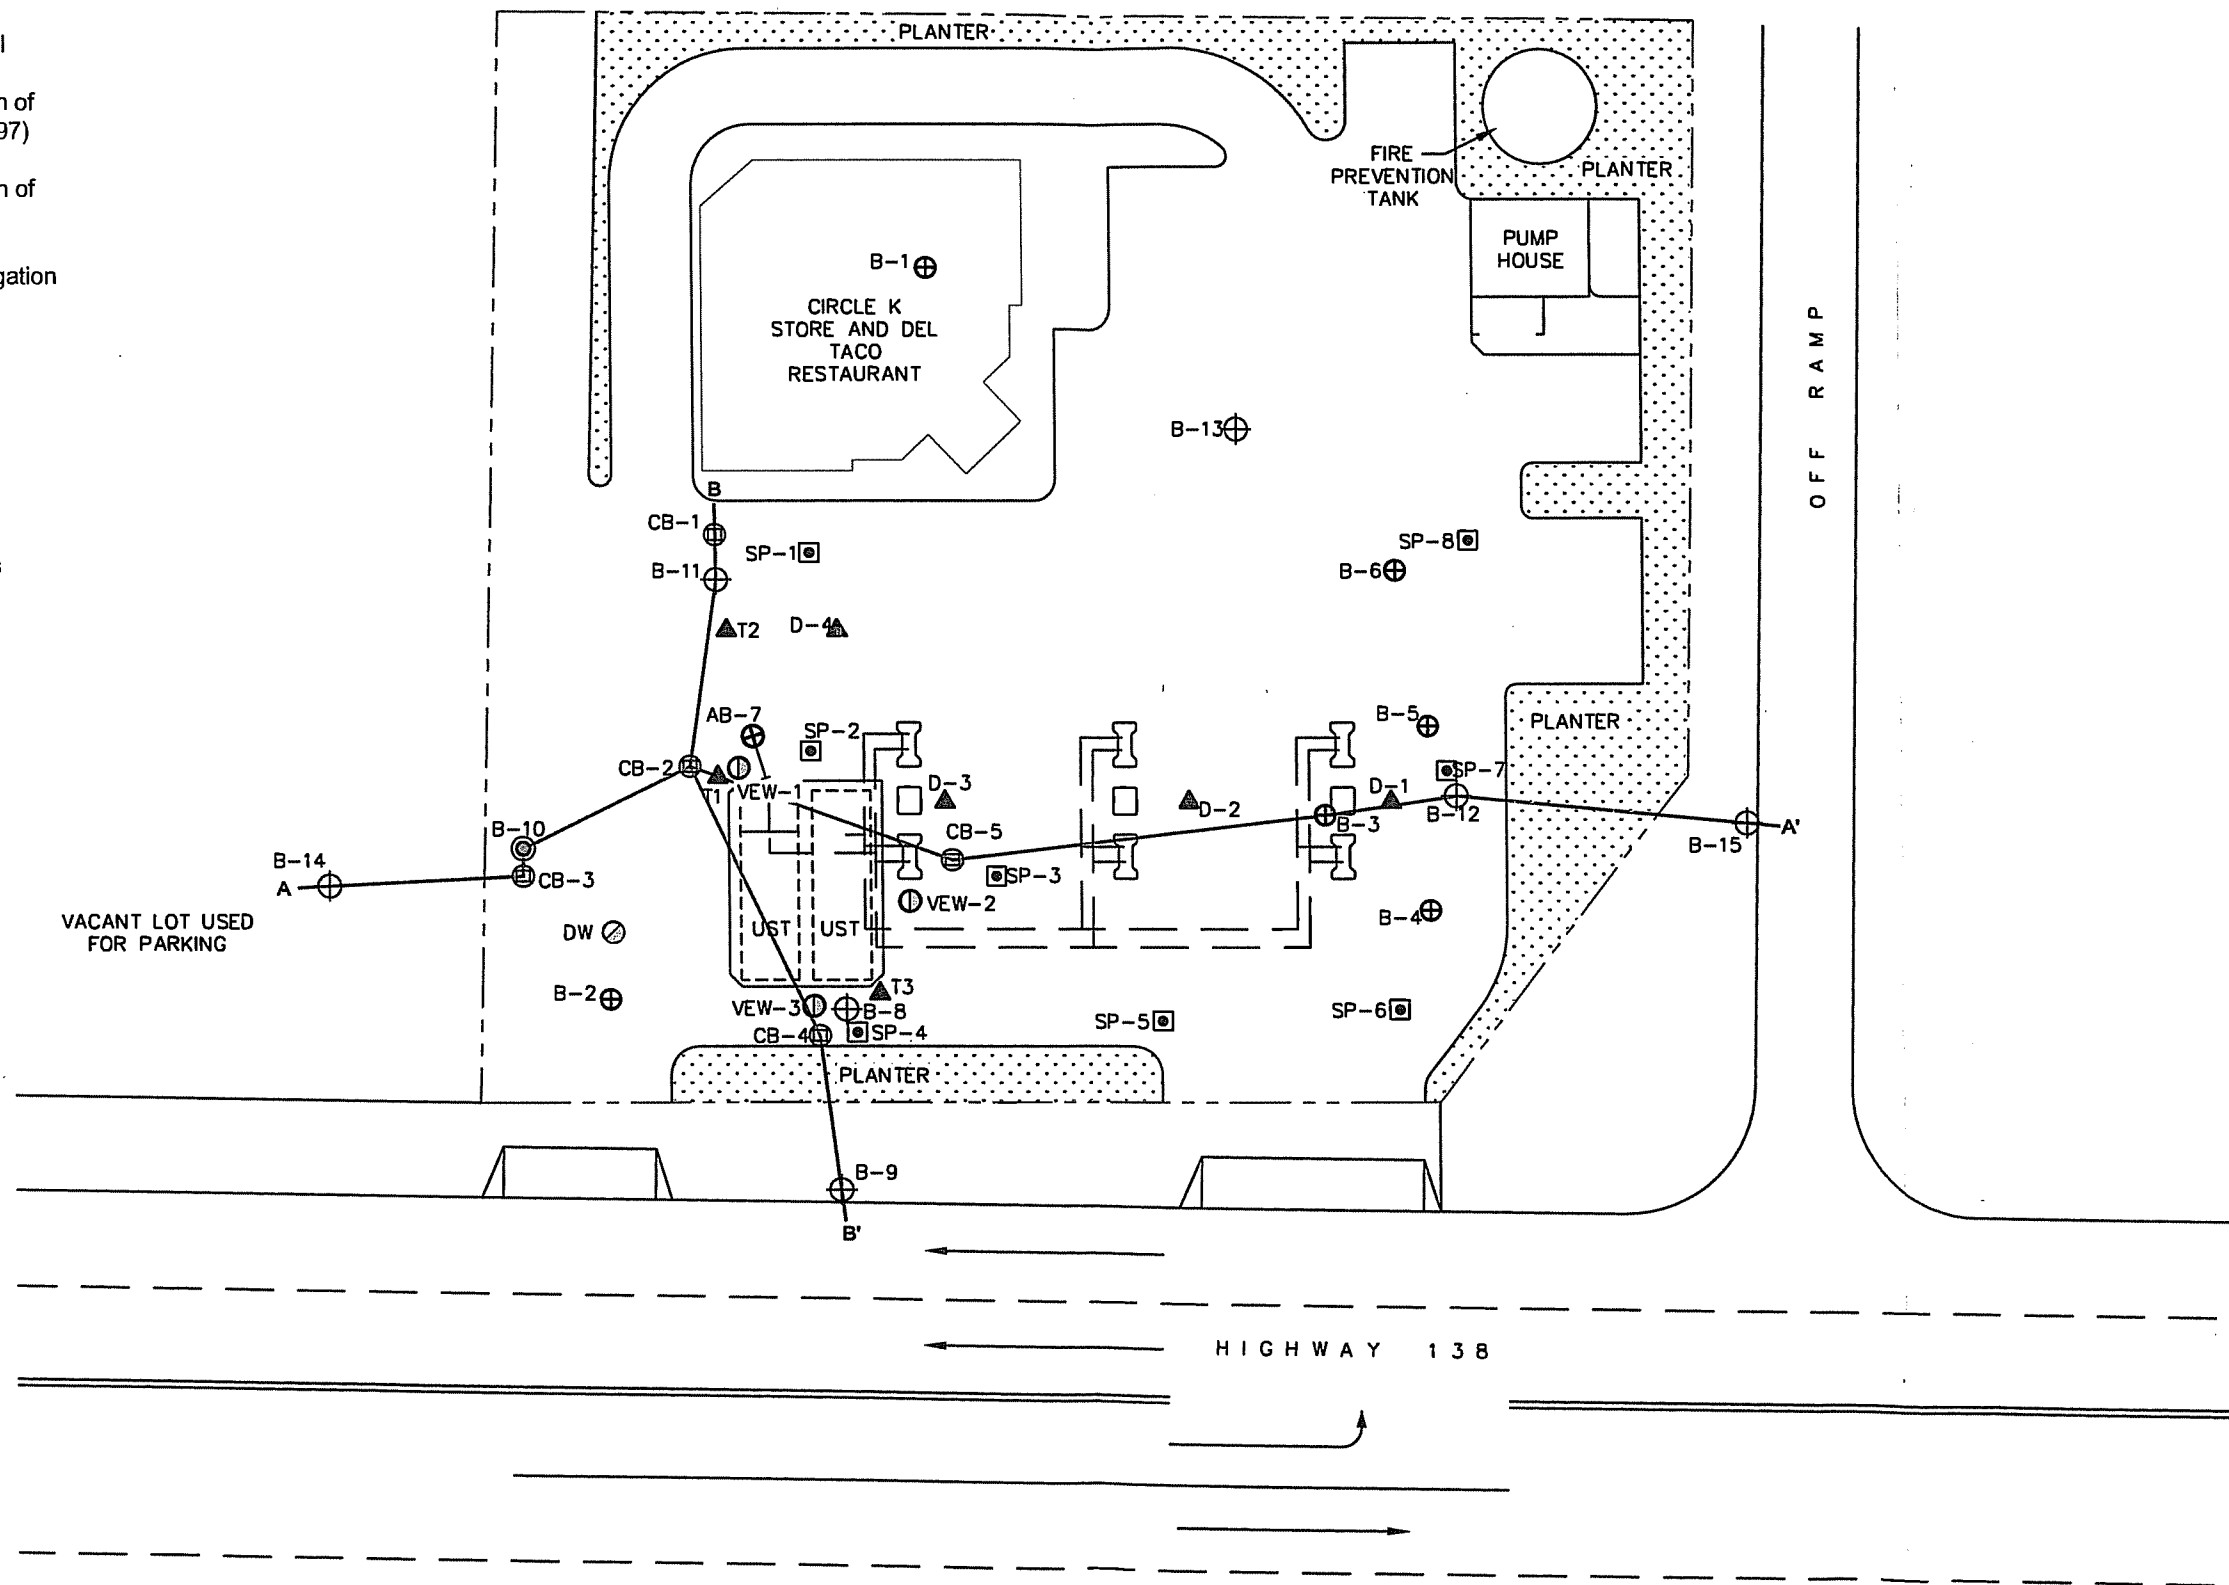 n of
97)
n of
gation
PLANTER
FIRE
PREVENTION
TANK
PLANTER
PUMP
HOUSE
B-1
CIRCLE K
STORE AND DEL
TACO
RESTAURANT
OFF RAMP
B-13
B
CB-1
SP-1
B-11
SP-8
B-6
T2
D-4
AB-7
SP-2
B-5
PLANTER
CB-2
T1
VEW-1
D-3
D-2
D-1
SP-7
B-3
B-12
B-15
A'
B-10
CB-5
B-14
A
CB-3
SP-3
VEW-2
VACANT LOT USED
FOR PARKING
DW
UST
UST
B-4
B-2
T3
VEW-3
B-8
SP-5
SP-6
CB-4
SP-4
PLANTER
B-9
B'
HIGHWAY 138